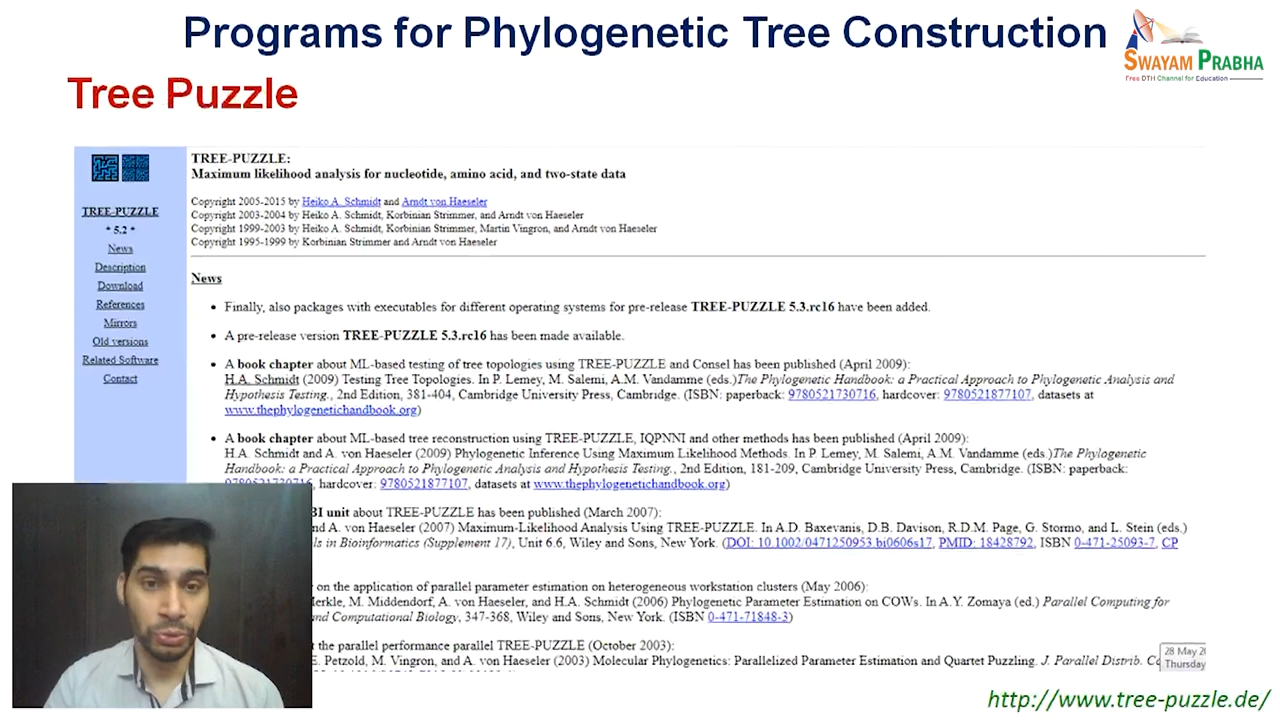 Programs for Phylogenetic Tree Construction
SWAYAM PRABHA
Free DTH Channel for Education
Tree Puzzle
TREE-PUZZLE
* 5.2 *
News
Description
Download
References
Mirrors
Old versions
Related Software
Contact
TREE-PUZZLE:
Maximum likelihood analysis for nucleotide, amino acid, and two-state data
Copyright 2005-2015 by Heiko A. Schmidt and Arndt von Haeseler
Copyright 2003-2004 by Heiko A. Schmidt, Korbinian Strimmer, and Arndt von Haeseler
Copyright 1999-2003 by Heiko A. Schmidt, Korbinian Strimmer, Martin Vingron, and Arndt von Haeseler
Copyright 1995-1999 by Korbinian Strimmer and Arndt von Haeseler
News
• Finally, also packages with executables for different operating systems for pre-release TREE-PUZZLE 5.3.rc16 have been added.
• A pre-release version TREE-PUZZLE 5.3.rc16 has been made available.
• A book chapter about ML-based testing of tree topologies using TREE-PUZZLE and Consel has been published (April 2009):
H.A. Schmidt (2009) Testing Tree Topologies. In P. Lemey, M. Salemi, A.M. Vandamme (eds.)The Phylogenetic Handbook: a Practical Approach to Phylogenetic Analysis and
Hypothesis Testing., 2nd Edition, 381-404, Cambridge University Press, Cambridge. (ISBN: paperback: 9780521730716, hardcover: 9780521877107, datasets at
www.thephylogenetichandbook.org)
• A book chapter about ML-based tree reconstruction using TREE-PUZZLE, IQPNNI and other methods has been published (April 2009):
H.A. Schmidt and A. von Haeseler (2009) Phylogenetic Inference Using Maximum Likelihood Methods. In P. Lemey, M. Salemi, A.M. Vandamme (eds.)The Phylogenetic
Handbook: a Practical Approach to Phylogenetic Analysis and Hypothesis Testing., 2nd Edition, 181-209, Cambridge University Press, Cambridge. (ISBN: paperback:
9780521730716, hardcover: 9780521877107, datasets at www.thephylogenetichandbook.org)
BI unit about TREE-PUZZLE has been published (March 2007):
nd A. von Haeseler (2007) Maximum-Likelihood Analysis Using TREE-PUZZLE. In A.D. Baxevanis, D.B. Davison, R.D.M. Page, G. Stormo, and L. Stein (eds.)
ls in Bioinformatics (Supplement 17), Unit 6.6, Wiley and Sons, New York. (DOI: 10.1002/0471250953.bi0606s17, PMID: 18428792, ISBN 0-471-25093-7, CP
on the application of parallel parameter estimation on heterogeneous workstation clusters (May 2006):
erkle, M. Middendorf, A. von Haeseler, and H.A. Schmidt (2006) Phylogenetic Parameter Estimation on COWs. In A.Y. Zomaya (ed.) Parallel Computing for
nd Computational Biology, 347-368, Wiley and Sons, New York. (ISBN 0-471-71848-3)
t the parallel performance parallel TREE-PUZZLE (October 2003):
E. Petzold, M. Vingron, and A. von Haeseler (2003) Molecular Phylogenetics: Parallelized Parameter Estimation and Quartet Puzzling. J. Parallel Distrib.
28 May 20
Thursday
http://www.tree-puzzle.de/